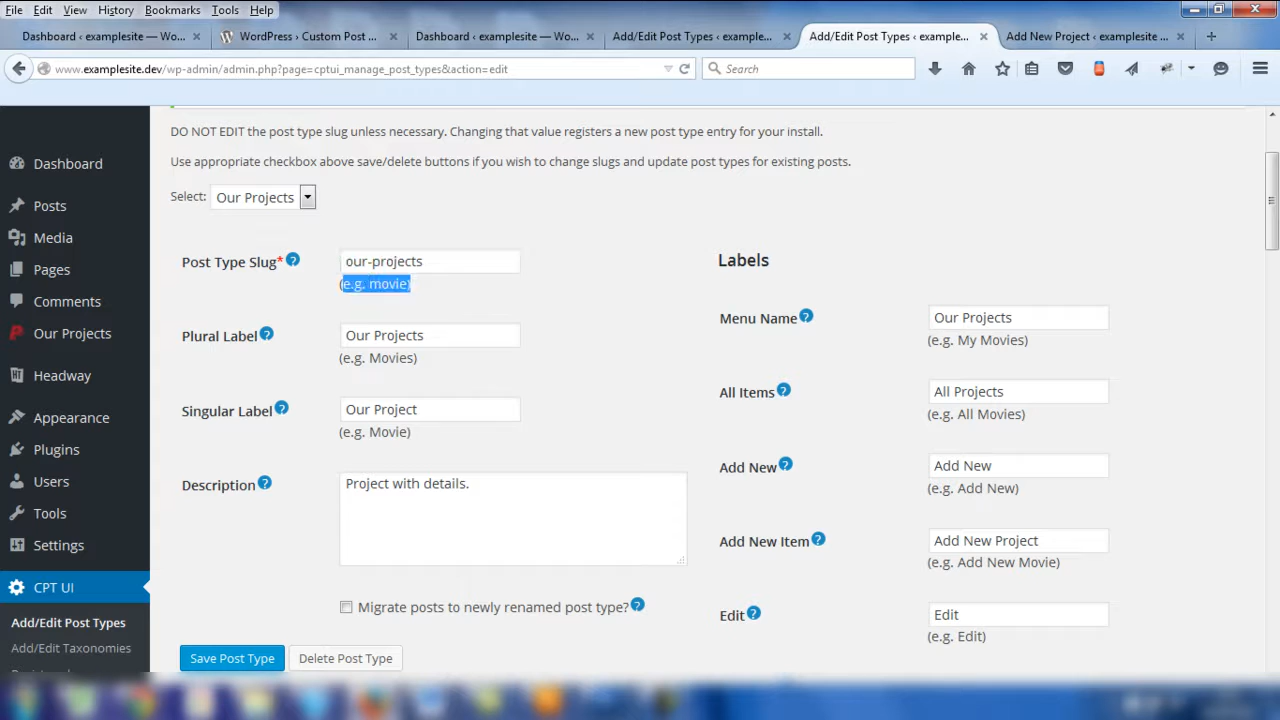 File Edit View History Bookmarks Tools Help
Dashboard ‹ examplesite — Wo... × WordPress › Custom Post ... × Dashboard ‹ examplesite — Wo... × Add/Edit Post Types ‹ example... × Add/Edit Post Types ‹ example... × Add New Project ‹ examplesite ... ×
www.examplesite.dev/wp-admin/admin.php?page=cptui_manage_post_types&action=edit Search
DO NOT EDIT the post type slug unless necessary. Changing that value registers a new post type entry for your install.
Use appropriate checkbox above save/delete buttons if you wish to change slugs and update post types for existing posts.
Select: Our Projects
Dashboard
Posts
Media
Pages
Comments
Our Projects
Headway
Appearance
Plugins
Users
Tools
Settings
CPT UI
Add/Edit Post Types
Add/Edit Taxonomies
Post Type Slug* ? our-projects
(e.g. movie)
Plural Label ? Our Projects
(e.g. Movies)
Singular Label ? Our Project
(e.g. Movie)
Description ? Project with details.
Migrate posts to newly renamed post type? ?
Save Post Type Delete Post Type
Labels
Menu Name ? Our Projects
(e.g. My Movies)
All Items ? All Projects
(e.g. All Movies)
Add New ? Add New
(e.g. Add New)
Add New Item ? Add New Project
(e.g. Add New Movie)
Edit ? Edit
(e.g. Edit)